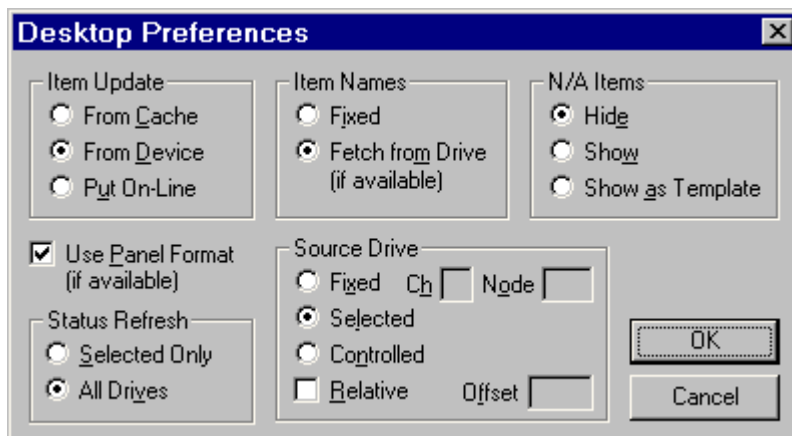 Desktop Preferences
Item Update
From Cache
From Device
Put On-Line
Item Names
Fixed
Fetch from Drive
(if available)
N/A Items
Hide
Show
Show as Template
Use Panel Format
(if available)
Status Refresh
Selected Only
All Drives
Source Drive
Fixed Ch Node
Selected
Controlled
Relative Offset
OK
Cancel